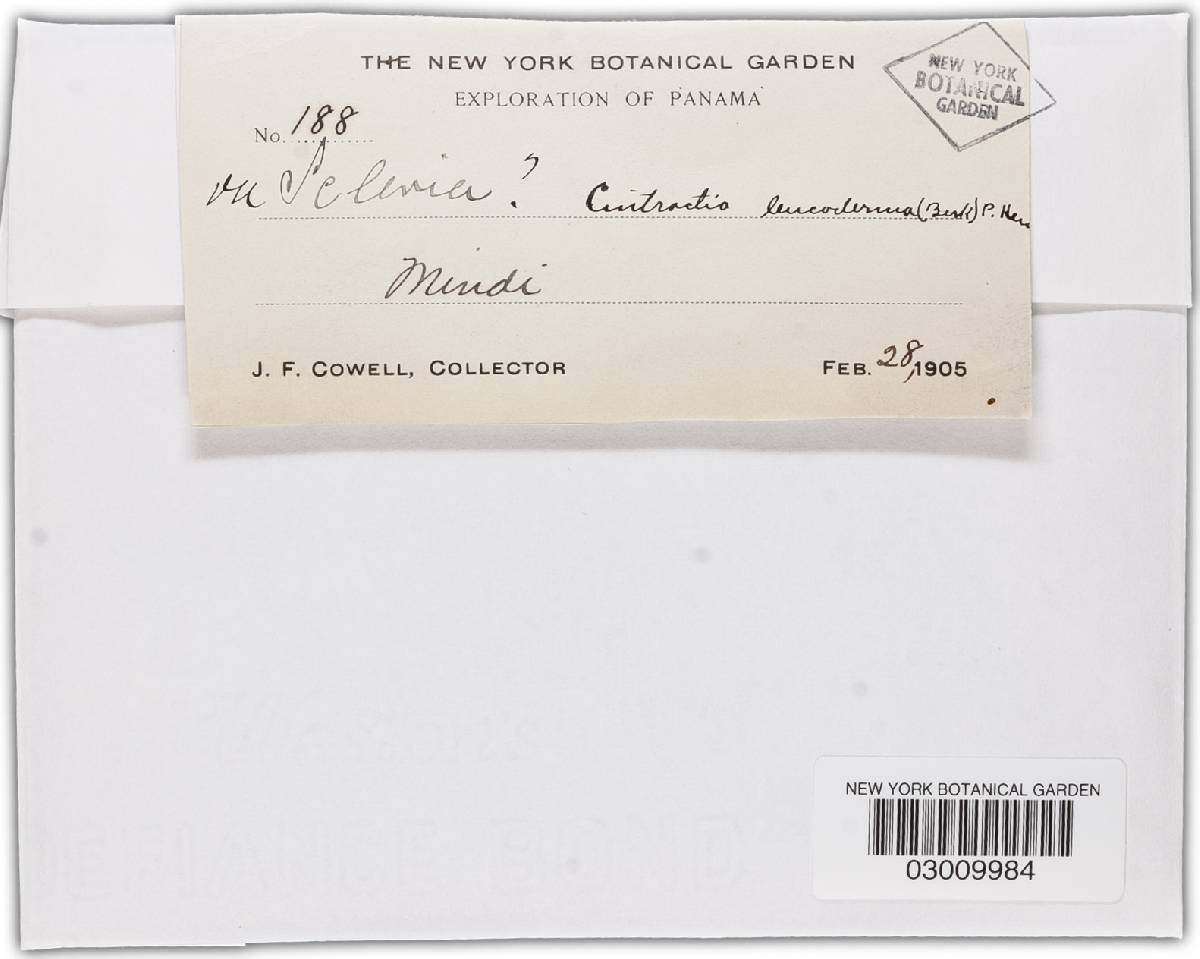 THE NEW YORK BOTANICAL GARDEN
EXPLORATION OF PANAMA
NEW YORK
BOTANICAL
GARDEN
No. 188
on Scleria? Cintractia leucoderma (Berk) P. Hen
Mindi
J. F. COWELL, COLLECTOR FEB. 28, 1905
NEW YORK BOTANICAL GARDEN
03009984